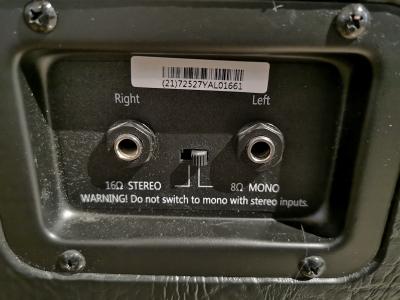 (21)72527YAL01661
Right Left
16Ω STEREO 8Ω MONO
WARNING! Do not switch to mono with stereo inputs.